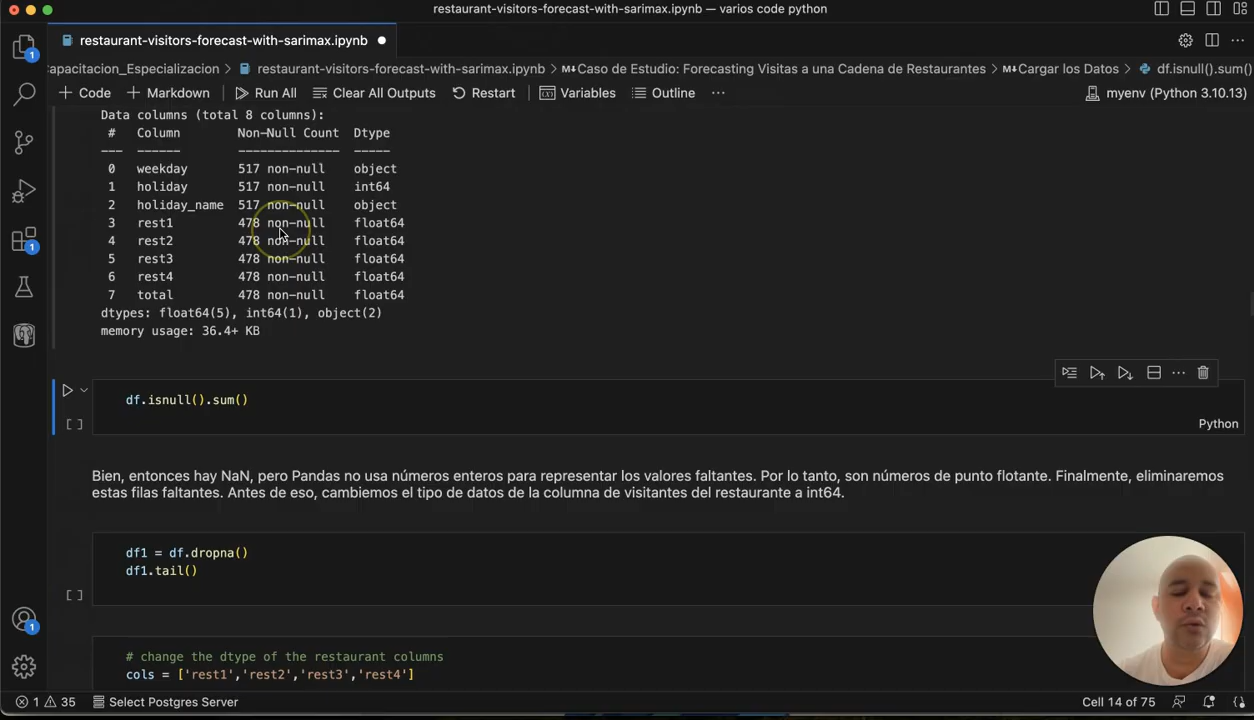 restaurant-visitors-forecast-with-sarimax.ipynb — varios code python
restaurant-visitors-forecast-with-sarimax.ipynb
apacitacion_Especializacion > restaurant-visitors-forecast-with-sarimax.ipynb > M↓Caso de Estudio: Forecasting Visitas a una Cadena de Restaurantes > M↓Cargar los Datos > df.isnull().sum()
+ Code + Markdown Run All Clear All Outputs Restart Variables Outline ··· myenv (Python 3.10.13)
Data columns (total 8 columns):
# Column Non-Null Count Dtype
--- ------ -------------- -----
0 weekday 517 non-null object
1 holiday 517 non-null int64
2 holiday_name 517 non-null object
3 rest1 478 non-null float64
4 rest2 478 non-null float64
5 rest3 478 non-null float64
6 rest4 478 non-null float64
7 total 478 non-null float64
dtypes: float64(5), int64(1), object(2)
memory usage: 36.4+ KB
df.isnull().sum()
[ ]
Python
Bien, entonces hay NaN, pero Pandas no usa números enteros para representar los valores faltantes. Por lo tanto, son números de punto flotante. Finalmente, eliminaremos
estas filas faltantes. Antes de eso, cambiemos el tipo de datos de la columna de visitantes del restaurante a int64.
df1 = df.dropna()
df1.tail()
[ ]
# change the dtype of the restaurant columns
cols = ['rest1','rest2','rest3','rest4']
1 35 Select Postgres Server Cell 14 of 75
1
1
1